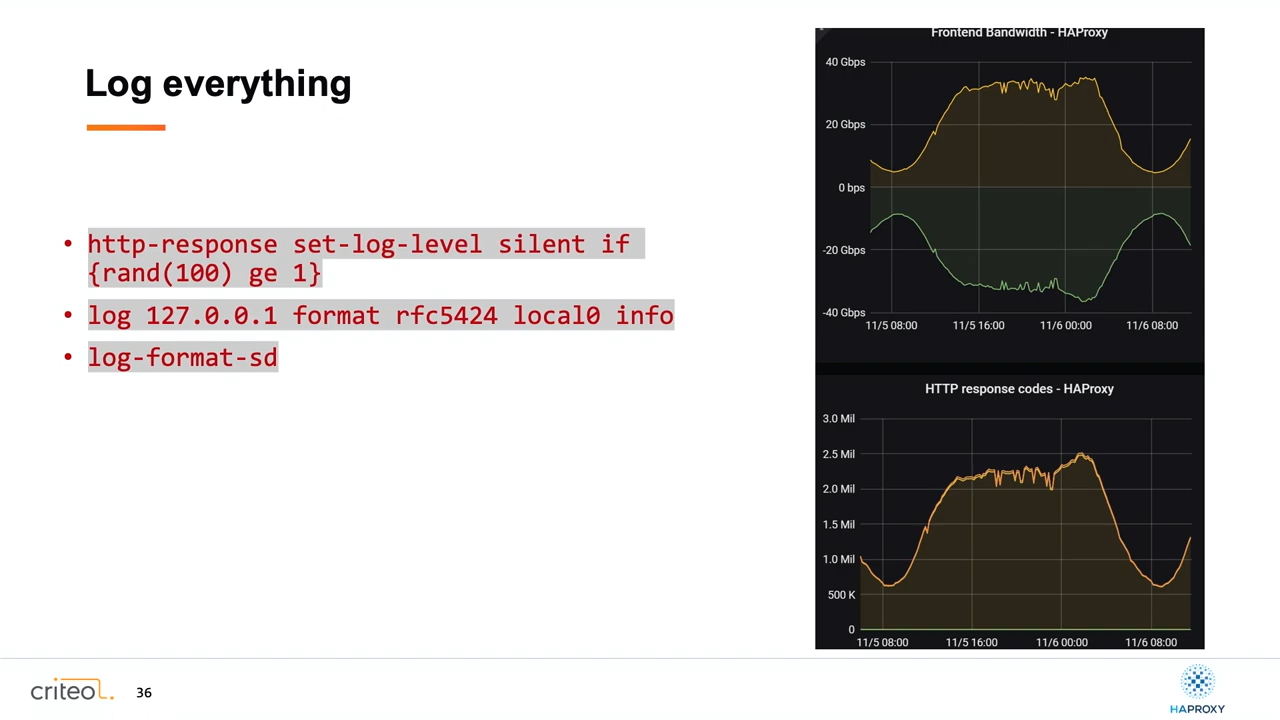 Log everything
• http-response set-log-level silent if
{rand(100) ge 1}
• log 127.0.0.1 format rfc5424 local0 info
• log-format-sd
Frontend Bandwidth - HAProxy
40 Gbps
20 Gbps
0 bps
-20 Gbps
-40 Gbps
11/5 08:00 11/5 16:00 11/6 00:00 11/6 08:00
HTTP response codes - HAProxy
3.0 Mil
2.5 Mil
2.0 Mil
1.5 Mil
1.0 Mil
500 K
0
11/5 08:00 11/5 16:00 11/6 00:00 11/6 08:00
criteo
36
HAPROXY